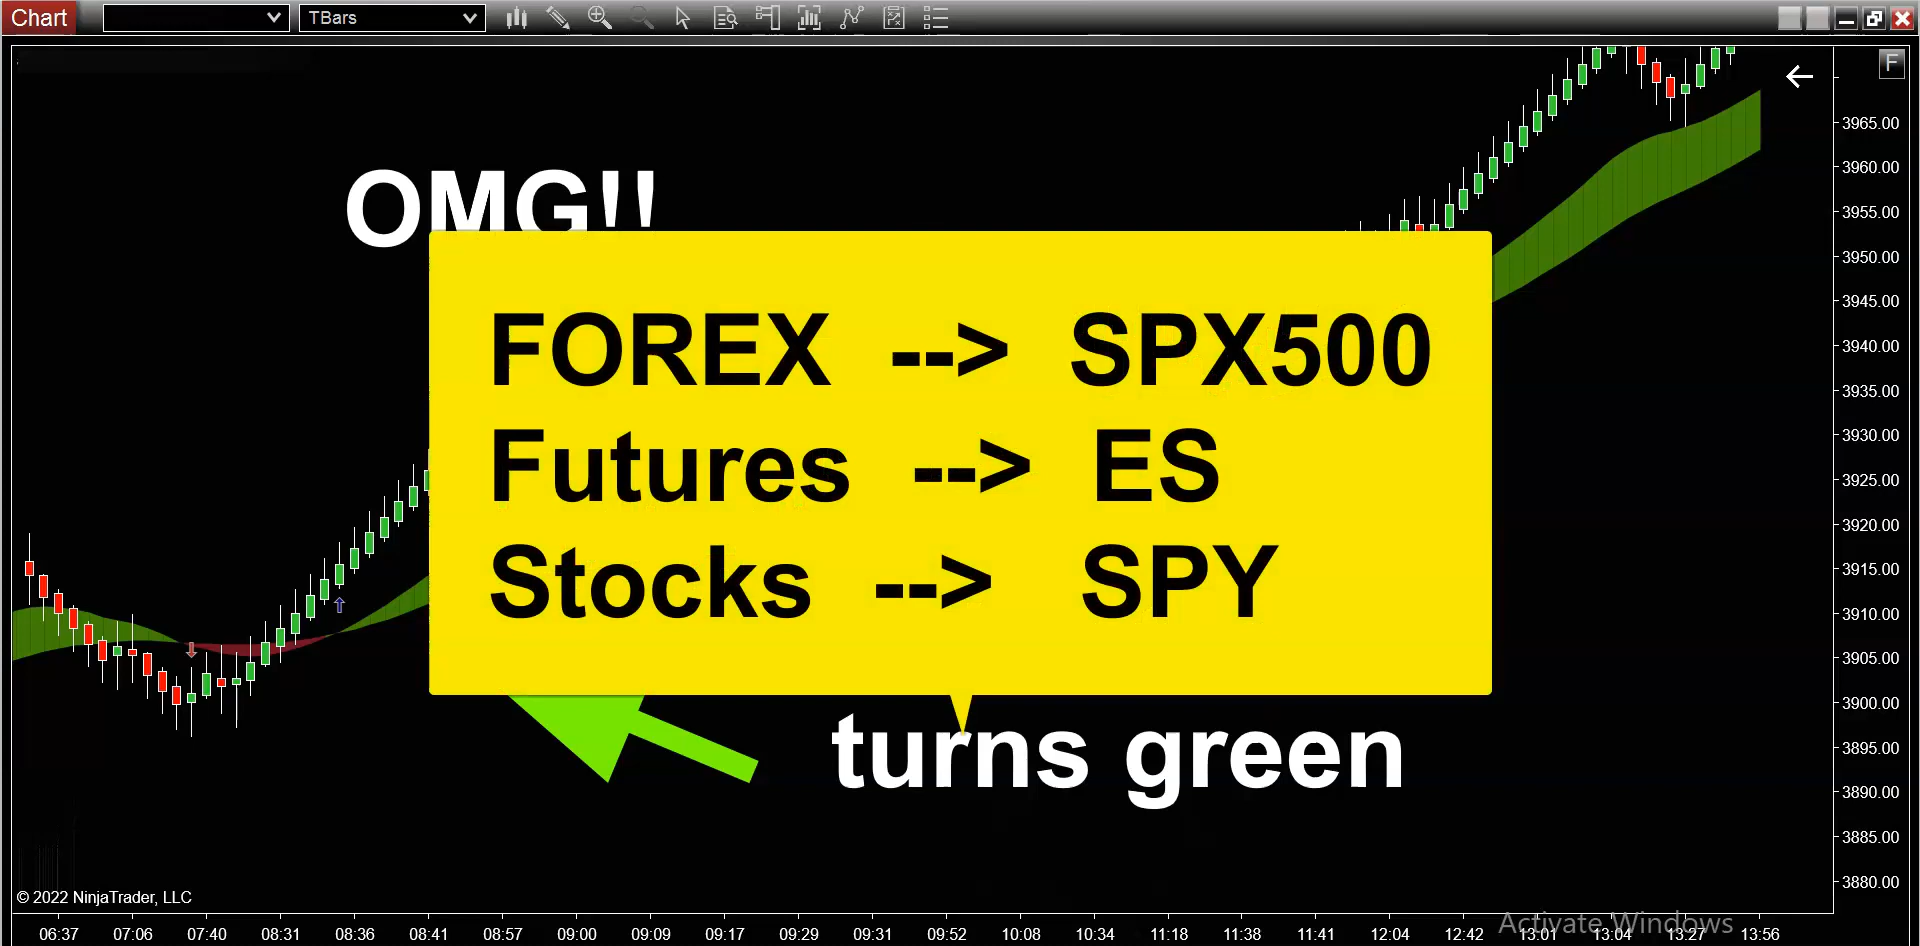 Chart
TBars
F
OMG!!
FOREX --> SPX500
Futures --> ES
Stocks --> SPY
turns green
3965.00
3960.00
3955.00
3950.00
3945.00
3940.00
3935.00
3930.00
3925.00
3920.00
3915.00
3910.00
3905.00
3900.00
3895.00
3890.00
3885.00
3880.00
© 2022 NinjaTrader, LLC
Activate Windows
06:37 07:06 07:40 08:31 08:36 08:41 08:57 09:00 09:09 09:17 09:29 09:31 09:52 10:08 10:34 11:18 11:38 11:41 12:04 12:42 13:01 13:04 13:27 13:56